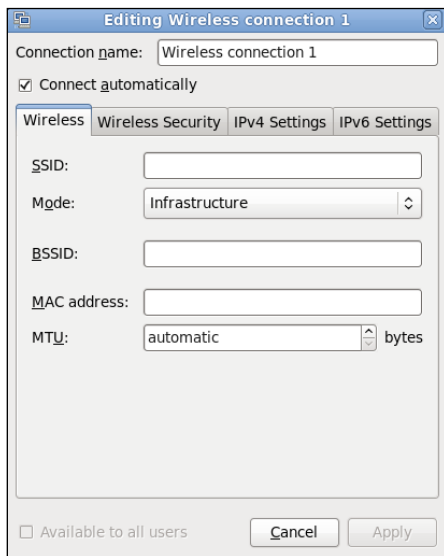 Editing Wireless connection 1
Connection name: Wireless connection 1
Connect automatically
Wireless Wireless Security IPv4 Settings IPv6 Settings
SSID:
Mode: Infrastructure
BSSID:
MAC address:
MTU: automatic bytes
Available to all users Cancel Apply